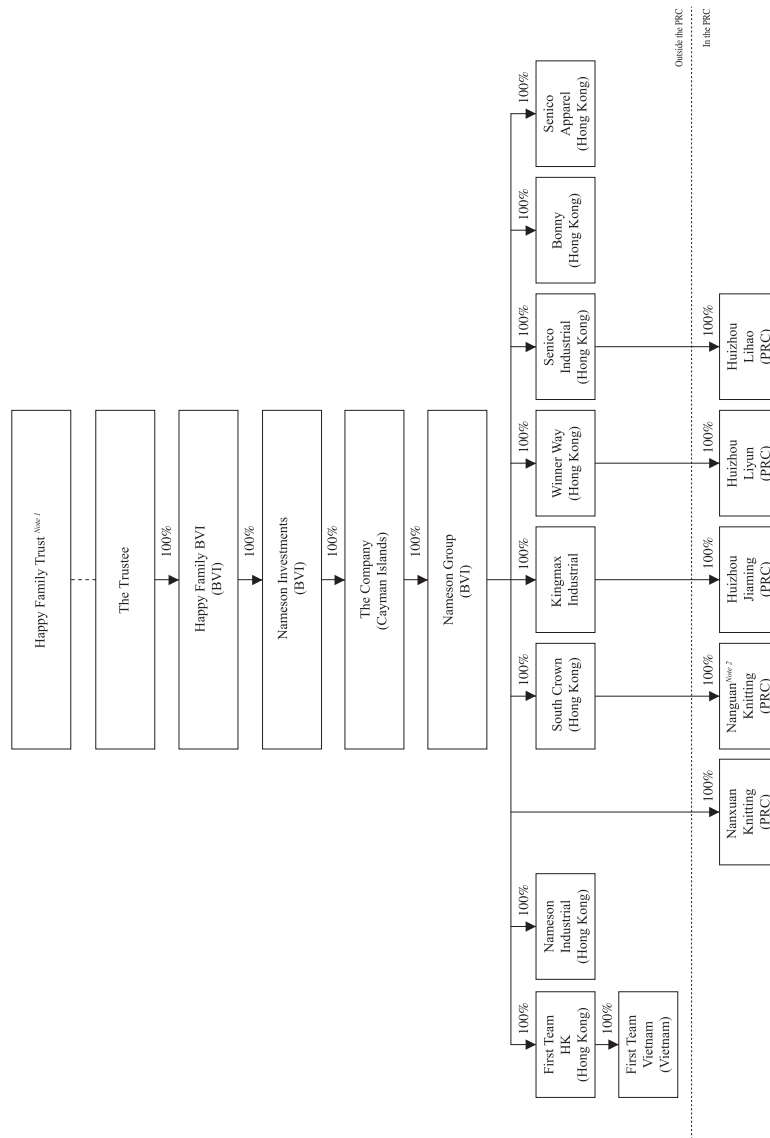 Happy Family Trust Note 1
The Trustee
100%
Happy Family BVI
(BVI)
100%
Nameson Investments
(BVI)
100%
The Company
(Cayman Islands)
100%
Nameson Group
(BVI)
100%
First Team
HK
(Hong Kong)
100%
Nameson
Industrial
(Hong Kong)
100%
South Crown
(Hong Kong)
100%
Kingmax
Industrial
100%
Winner Way
(Hong Kong)
100%
Senico
Industrial
(Hong Kong)
100%
Bonny
(Hong Kong)
100%
Senico
Apparel
(Hong Kong)
100%
First Team
Vietnam
(Vietnam)
Outside the PRC
In the PRC
100%
Nanxuan
Knitting
(PRC)
100%
Nanguan Note 2
Knitting
(PRC)
100%
Huizhou
Jiaming
(PRC)
100%
Huizhou
Liyun
(PRC)
100%
Huizhou
Lihao
(PRC)